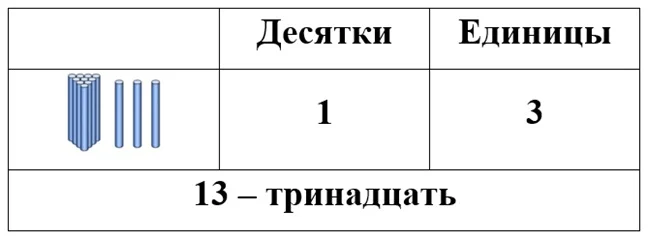 Десятки Единицы
1 3
13 – тринадцать